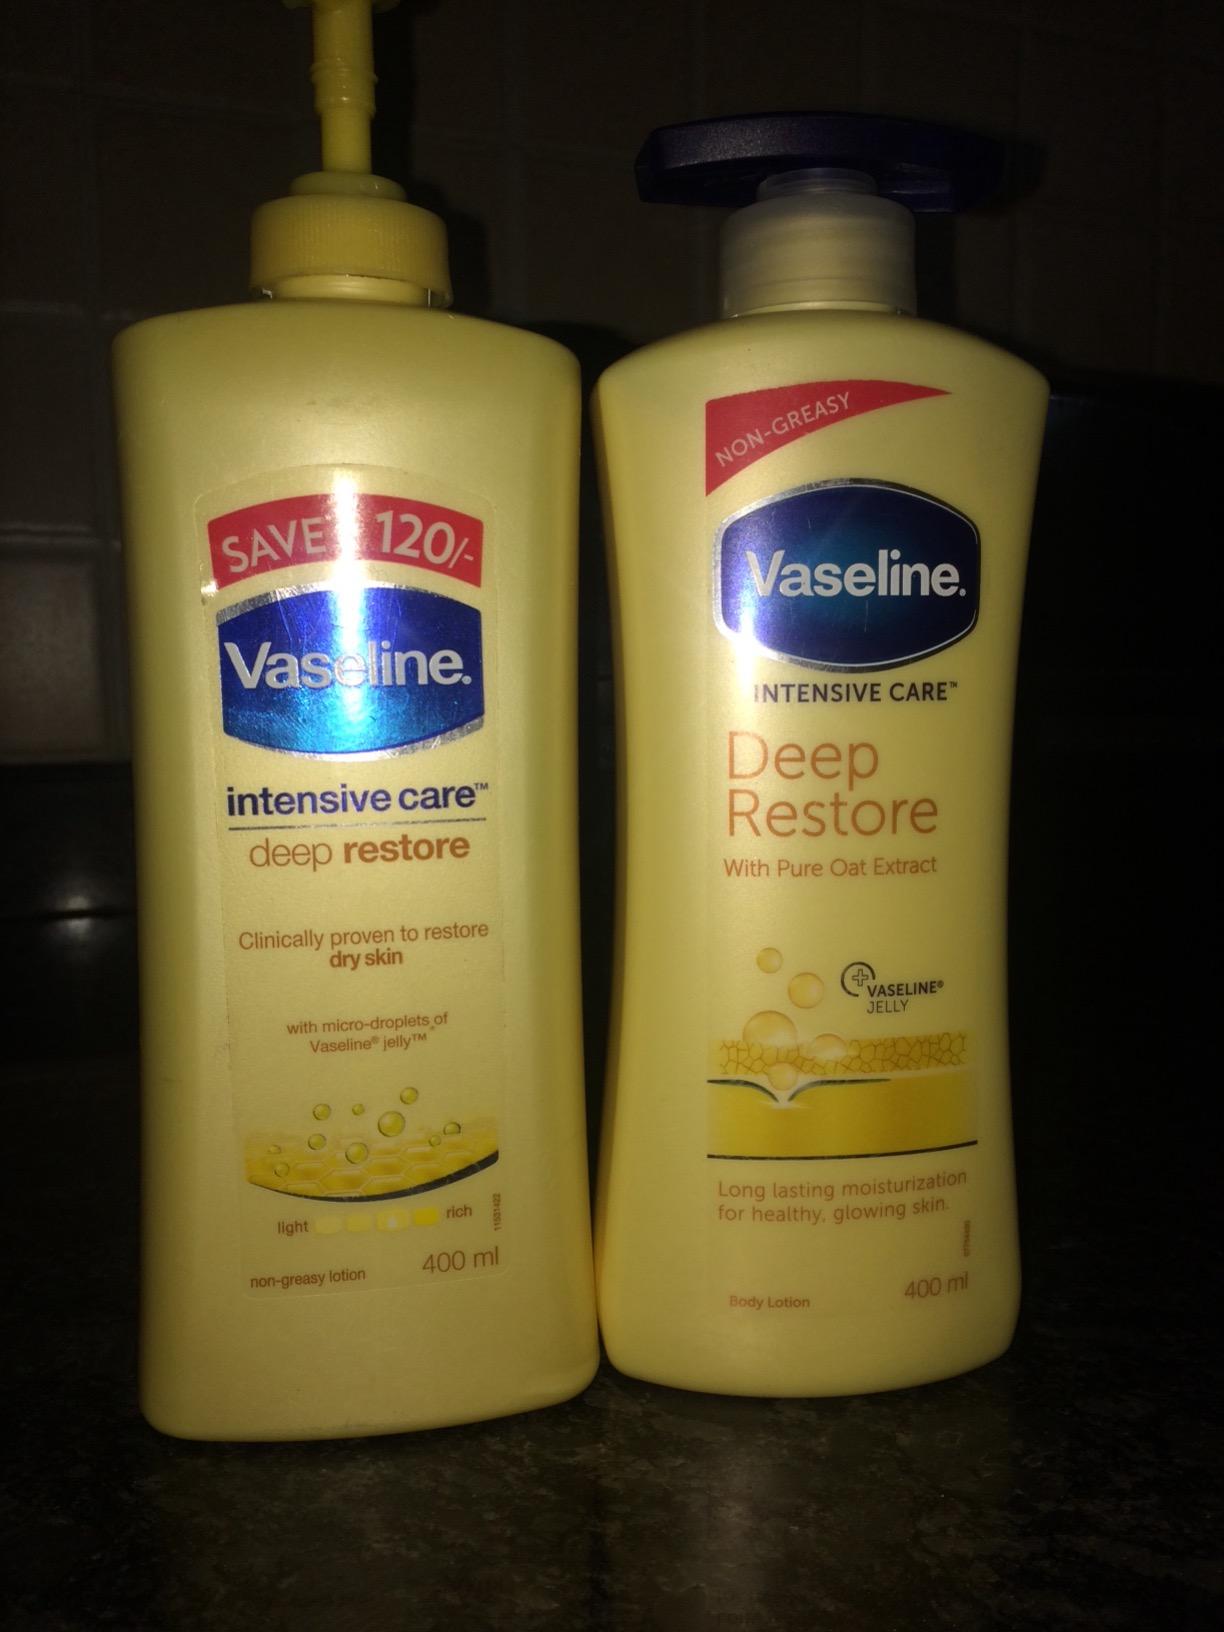 SAVE ₹ 120/-
Vaseline.
intensive care™
deep restore
Clinically proven to restore
dry skin
with micro-droplets of
Vaseline® jelly™
light rich
non-greasy lotion
400 ml
NON-GREASY
Vaseline.
INTENSIVE CARE™
Deep
Restore
With Pure Oat Extract
VASELINE®
JELLY
Long lasting moisturization
for healthy, glowing skin.
Body Lotion
400 ml